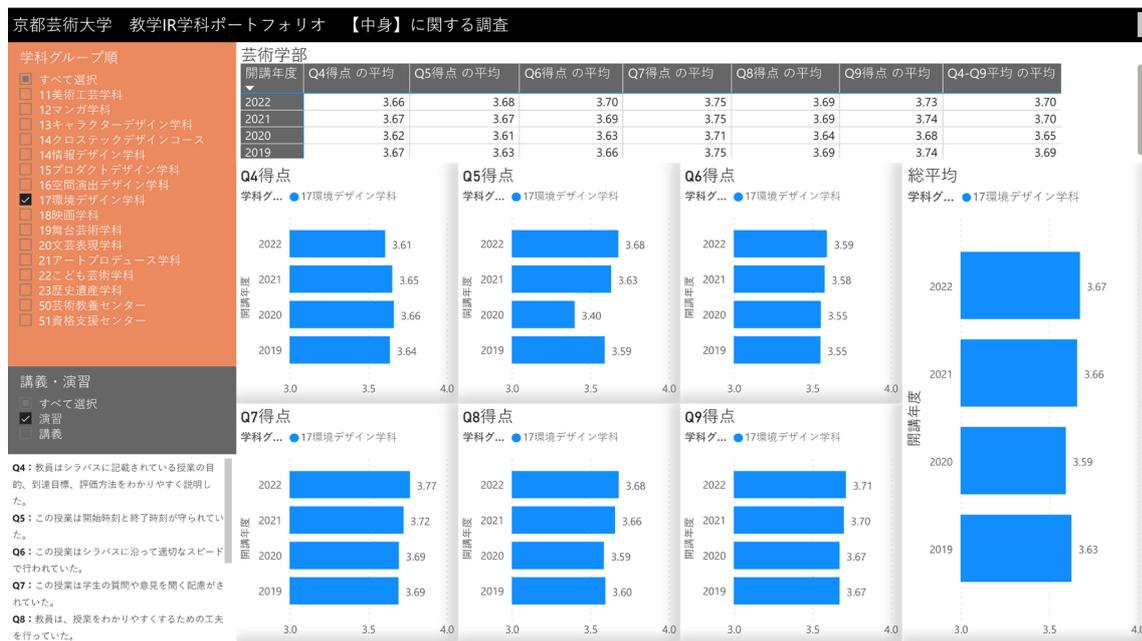 京都芸術大学　教学IR学科ポートフォリオ　【中身】に関する調査
学科グループ順
すべて選択
11美術工芸学科
12マンガ学科
13キャラクターデザイン学科
14クロステックデザインコース
14情報デザイン学科
15プロダクトデザイン学科
16空間演出デザイン学科
17環境デザイン学科
18映画学科
19舞台芸術学科
20文芸表現学科
21アートプロデュース学科
22こども芸術学科
23歴史遺産学科
50芸術教養センター
51資格支援センター
講義・演習
すべて選択
演習
講義
Q4：教員はシラバスに記載されている授業の目
的、到達目標、評価方法をわかりやすく説明し
た。
Q5：この授業は開始時刻と終了時刻が守られてい
た。
Q6：この授業はシラバスに沿って適切なスピード
で行われていた。
Q7：この授業は学生の質問や意見を聞く配慮がさ
れていた。
Q8：教員は、授業をわかりやすくするための工夫
を行っていた。
芸術学部
開講年度 Q4得点 の平均 Q5得点 の平均 Q6得点 の平均 Q7得点 の平均 Q8得点 の平均 Q9得点 の平均 Q4-Q9平均 の平均
2022 3.66 3.68 3.70 3.75 3.69 3.73 3.70
2021 3.67 3.67 3.69 3.75 3.69 3.74 3.70
2020 3.62 3.61 3.63 3.71 3.64 3.68 3.65
2019 3.67 3.63 3.66 3.75 3.69 3.74 3.69
Q4得点
学科グ... 17環境デザイン学科
開講年度
2022 3.61
2021 3.65
2020 3.66
2019 3.64
3.0 3.5 4.0
Q5得点
学科グ... 17環境デザイン学科
開講年度
2022 3.68
2021 3.63
2020 3.40
2019 3.59
3.0 3.5 4.0
Q6得点
学科グ... 17環境デザイン学科
開講年度
2022 3.59
2021 3.58
2020 3.55
2019 3.55
3.0 3.5 4.0
総平均
学科グ... 17環境デザイン学科
開講年度
2022 3.67
2021 3.66
2020 3.59
2019 3.63
3.0 3.5 4.0
Q7得点
学科グ... 17環境デザイン学科
開講年度
2022 3.77
2021 3.72
2020 3.69
2019 3.69
3.0 3.5 4.0
Q8得点
学科グ... 17環境デザイン学科
開講年度
2022 3.68
2021 3.66
2020 3.59
2019 3.60
3.0 3.5 4.0
Q9得点
学科グ... 17環境デザイン学科
開講年度
2022 3.71
2021 3.70
2020 3.67
2019 3.67
3.0 3.5 4.0